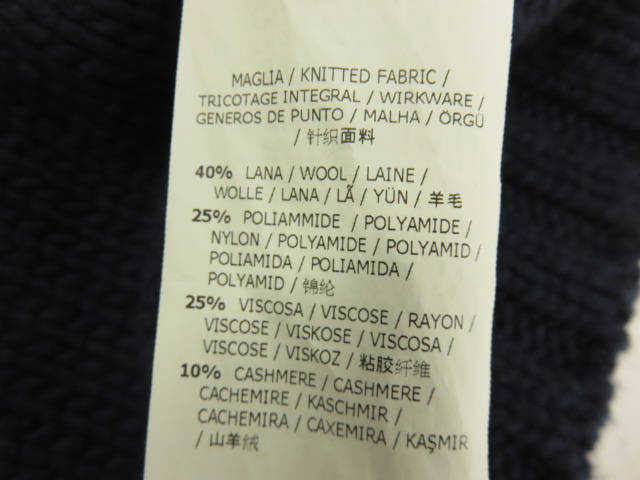 MAGLIA / KNITTED FABRIC /
TRICOTAGE INTEGRAL / WIRKWARE /
GENEROS DE PUNTO / MALHA / ÖRGÜ
/ 针织面料
40% LANA / WOOL / LAINE /
WOLLE / LANA / LÃ / YÜN / 羊毛
25% POLIAMMIDE / POLYAMIDE /
NYLON / POLYAMIDE / POLYAMID /
POLIAMIDA / POLIAMIDA /
POLYAMID / 锦纶
25% VISCOSA / VISCOSE / RAYON /
VISCOSE / VISKOSE / VISCOSA /
VISCOSE / VISKOZ / 粘胶纤维
10% CASHMERE / CASHMERE /
CACHEMIRE / KASCHMIR /
CACHEMIRA / CAXEMIRA / KAŞMIR
/ 山羊绒